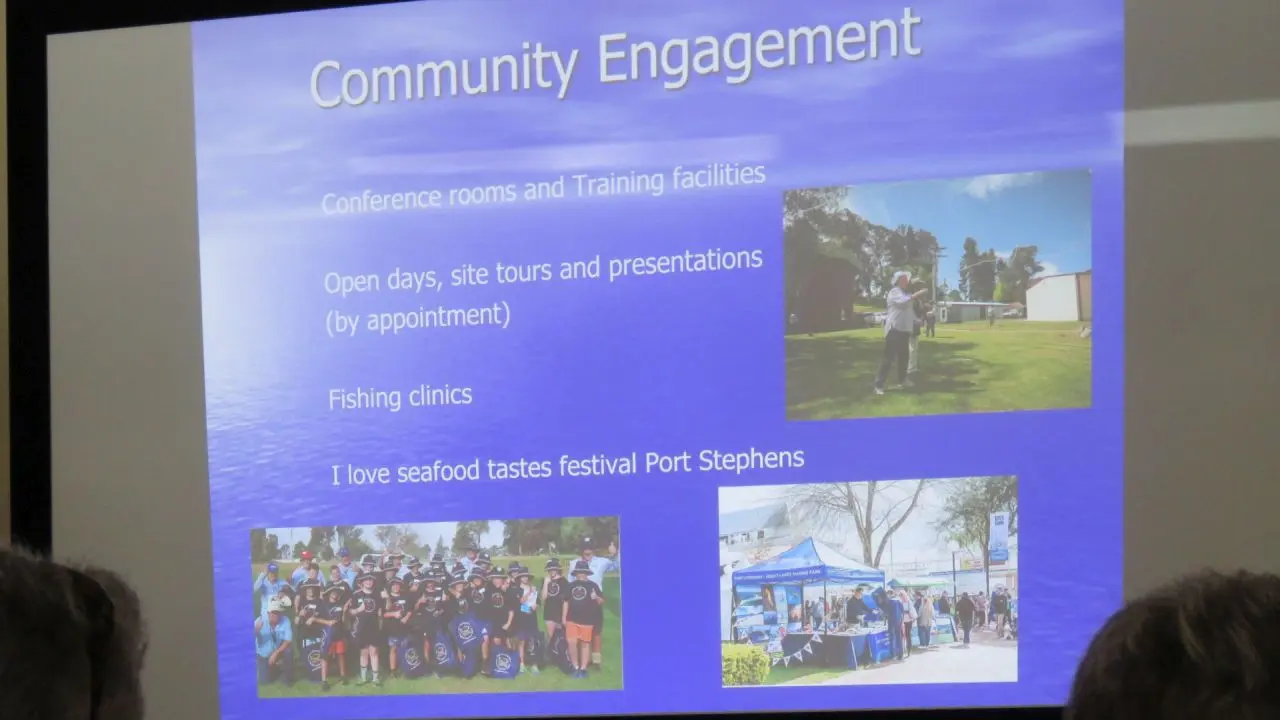 Community Engagement
Conference rooms and Training facilities
Open days, site tours and presentations
(by appointment)
Fishing clinics
I love seafood tastes festival Port Stephens